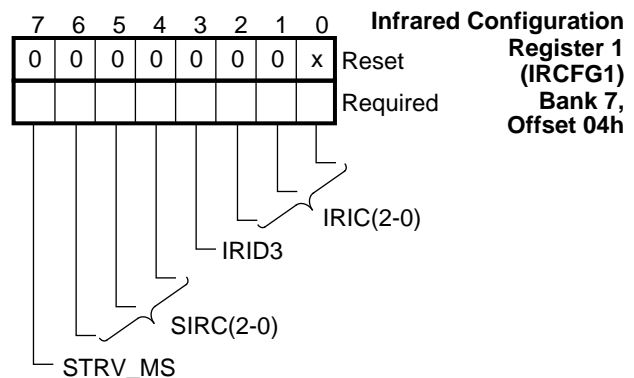 7 6 5 4 3 2 1 0
Infrared Configuration
Register 1
(IRCFG1)
Bank 7,
Offset 04h
0 0 0 0 0 0 0 x Reset
Required
IRIC(2-0)
IRID3
SIRC(2-0)
STRV_MS